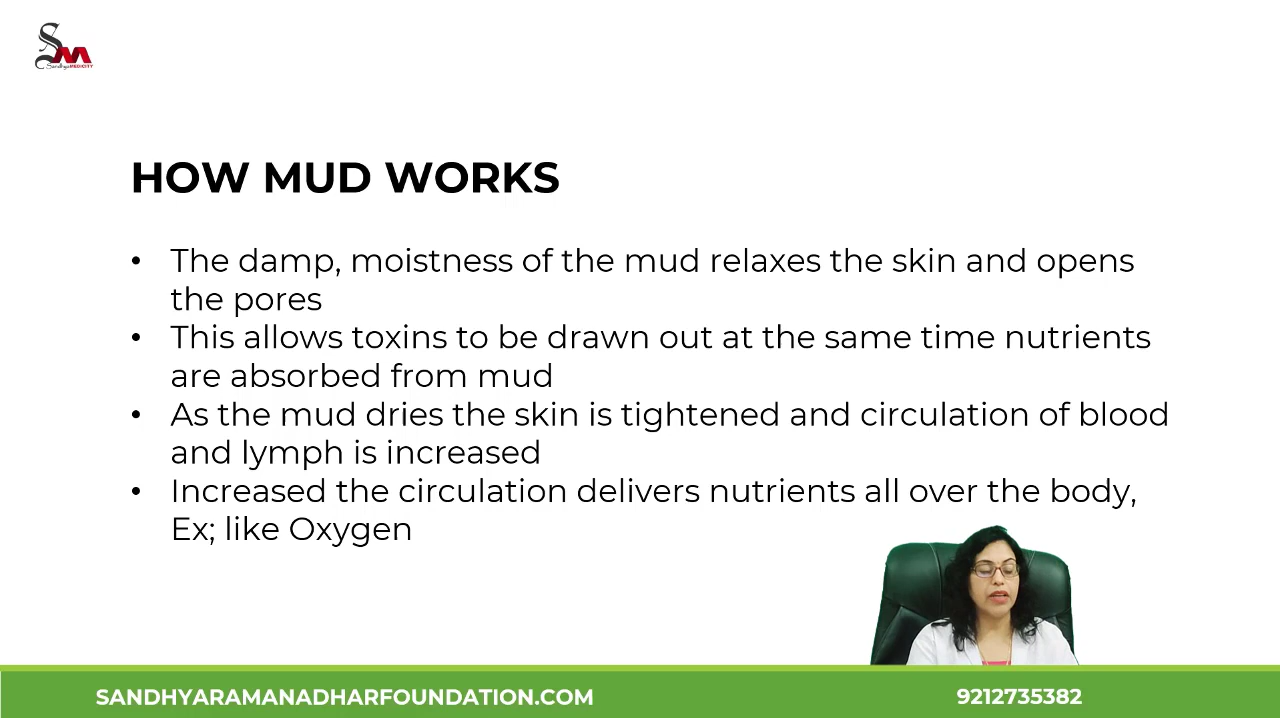 SM
SandhyaMEDICITY
HOW MUD WORKS
• The damp, moistness of the mud relaxes the skin and opens
the pores
• This allows toxins to be drawn out at the same time nutrients
are absorbed from mud
• As the mud dries the skin is tightened and circulation of blood
and lymph is increased
• Increased the circulation delivers nutrients all over the body,
Ex; like Oxygen
SANDHYARAMANADHARFOUNDATION.COM
9212735382